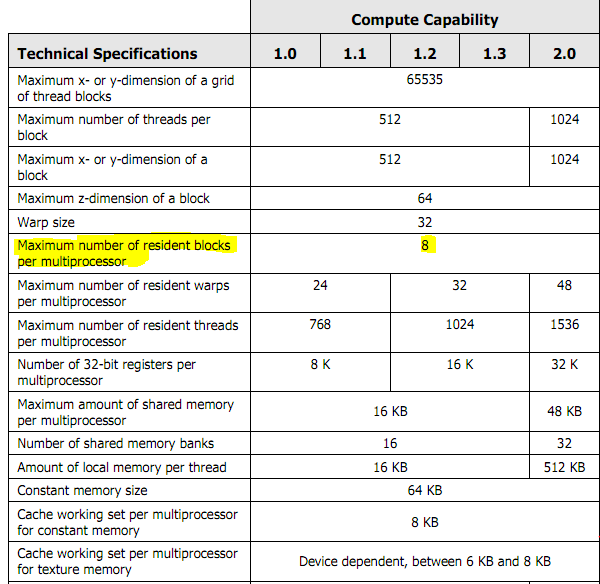 Compute Capability
Technical Specifications 1.0 1.1 1.2 1.3 2.0
Maximum x- or y-dimension of a grid
of thread blocks
65535
Maximum number of threads per
block
512 1024
Maximum x- or y-dimension of a
block
512 1024
Maximum z-dimension of a block 64
Warp size 32
Maximum number of resident blocks
per multiprocessor
8
Maximum number of resident warps
per multiprocessor
24 32 48
Maximum number of resident threads
per multiprocessor
768 1024 1536
Number of 32-bit registers per
multiprocessor
8 K 16 K 32 K
Maximum amount of shared memory
per multiprocessor
16 KB 48 KB
Number of shared memory banks 16 32
Amount of local memory per thread 16 KB 512 KB
Constant memory size 64 KB
Cache working set per multiprocessor
for constant memory
8 KB
Cache working set per multiprocessor
for texture memory
Device dependent, between 6 KB and 8 KB